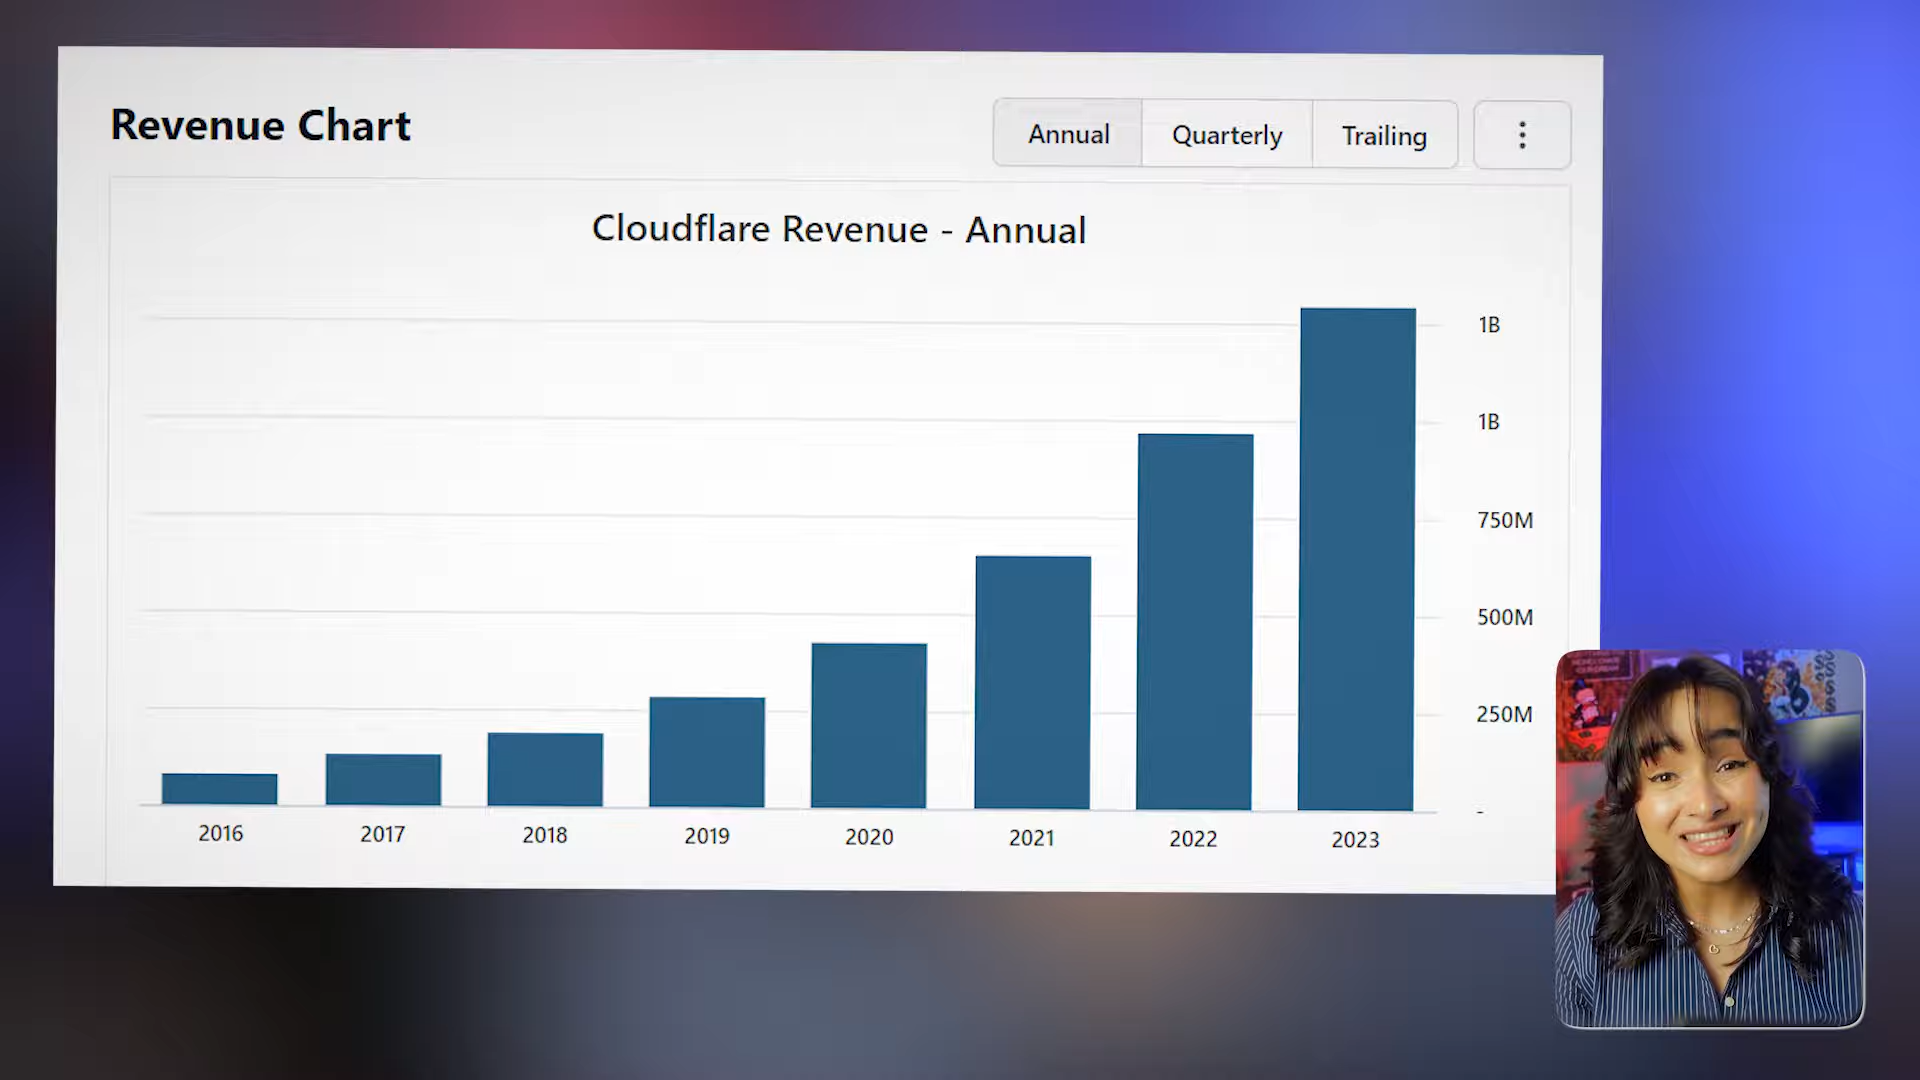 Revenue Chart
Annual
Quarterly
Trailing
Cloudflare Revenue - Annual
1B
1B
750M
500M
250M
-
2016
2017
2018
2019
2020
2021
2022
2023